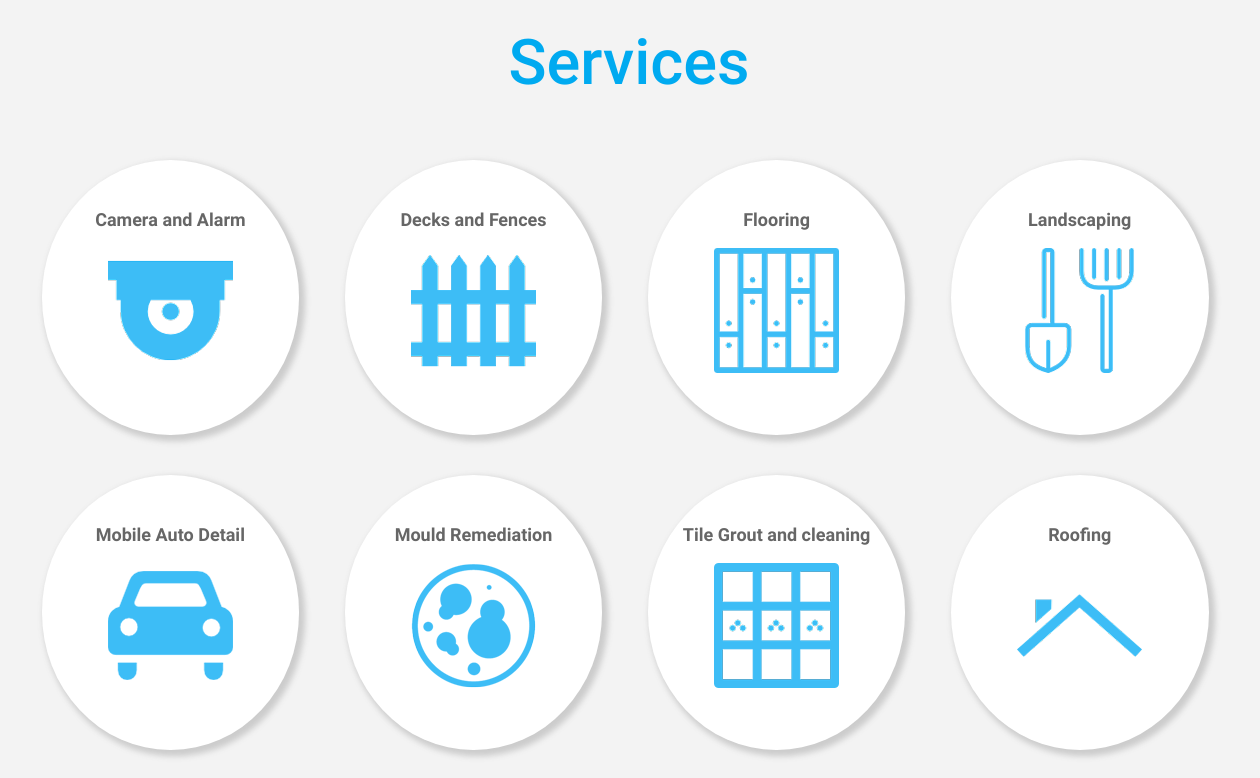 Services
Camera and Alarm
Decks and Fences
Flooring
Landscaping
Mobile Auto Detail
Mould Remediation
Tile Grout and cleaning
Roofing